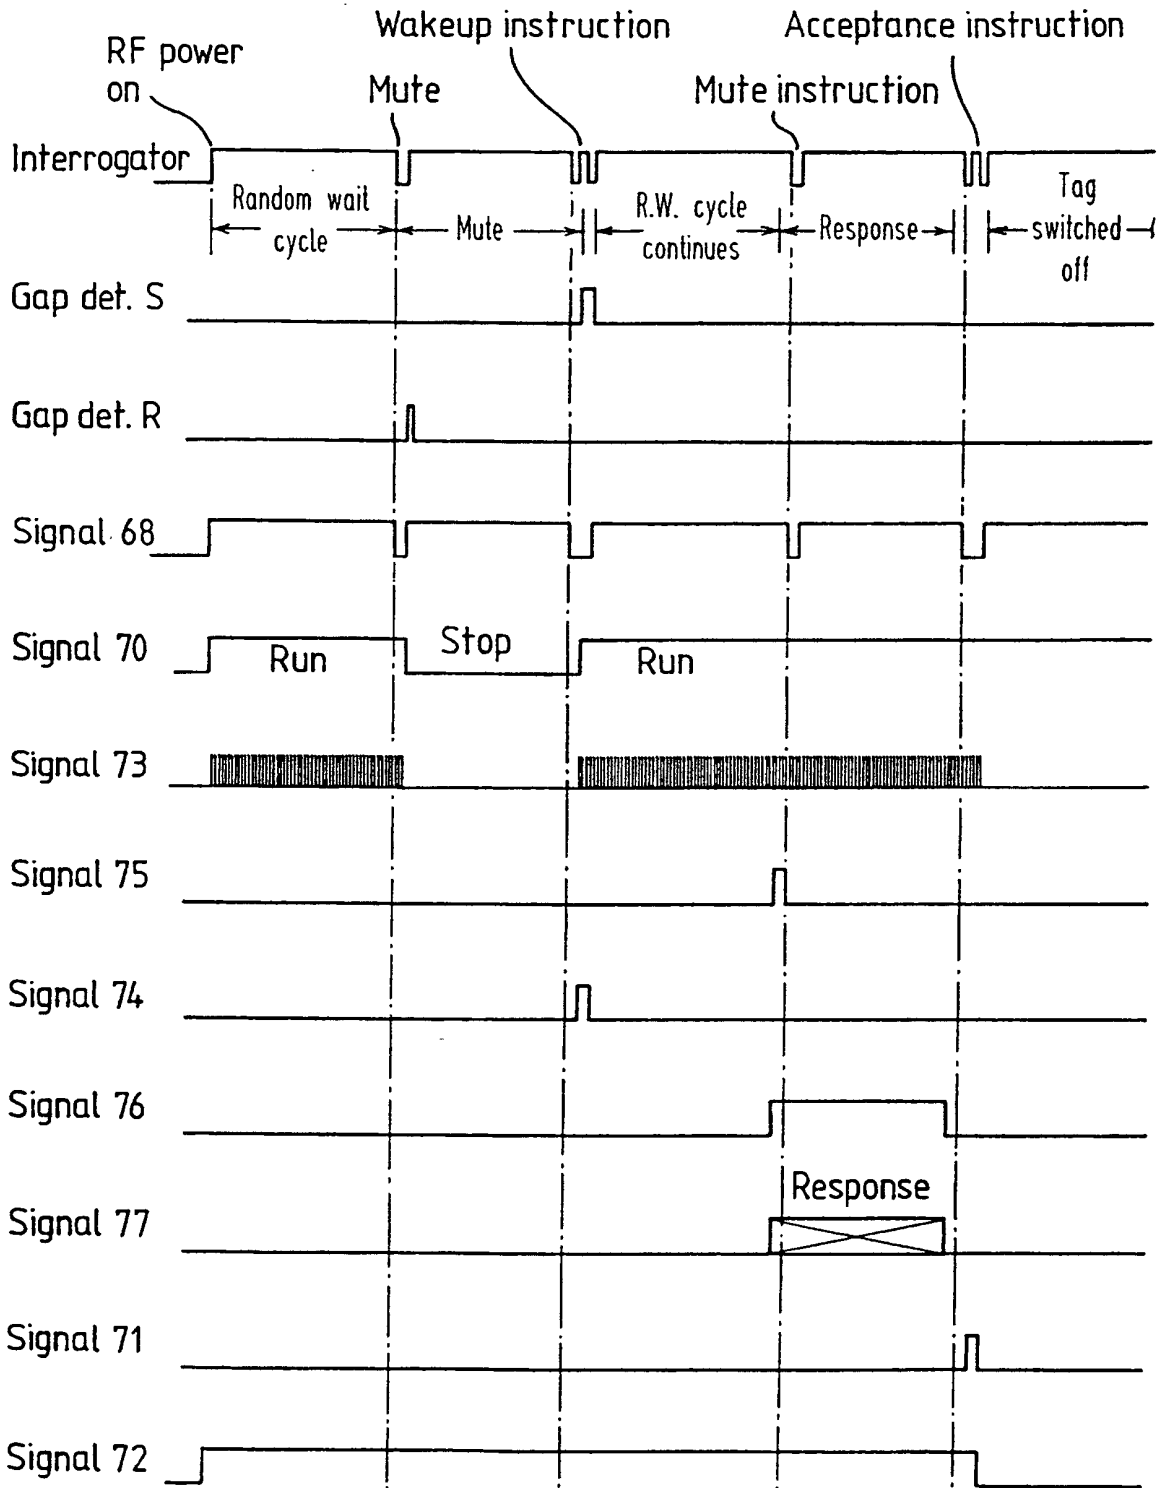 Wakeup instruction
Acceptance instruction
RF power
on
Mute
Mute instruction
Interrogator
Random wait
cycle
Mute
R.W. cycle
continues
Response
Tag
switched
off
Gap det. S
Gap det. R
Signal 68
Signal 70
Run
Stop
Run
Signal 73
Signal 75
Signal 74
Signal 76
Response
Signal 77
Signal 71
Signal 72